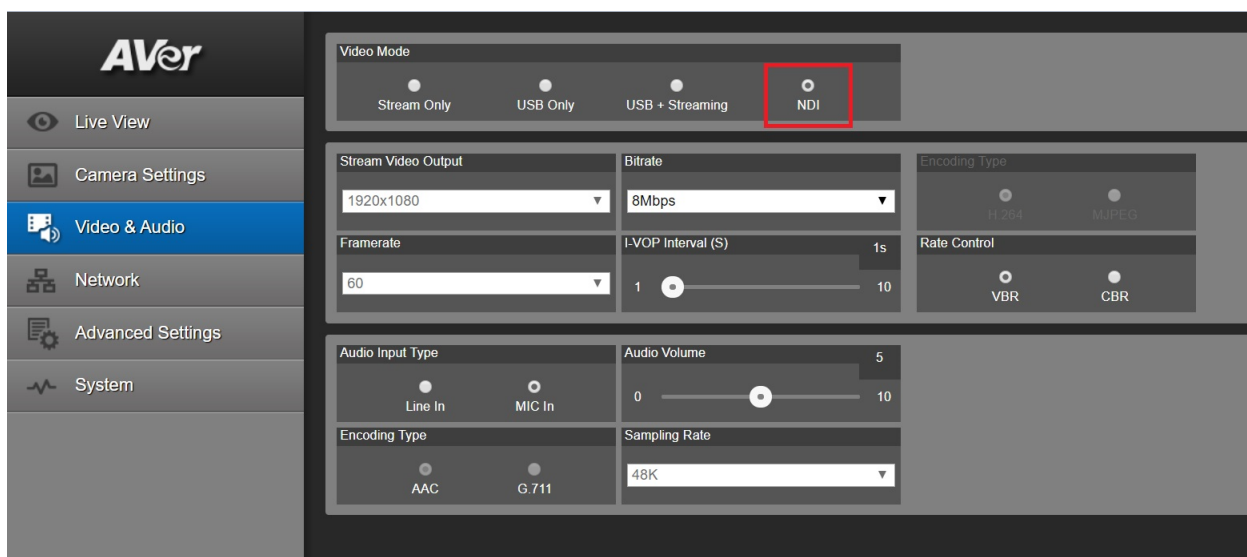 AVer
Live View
Camera Settings
Video & Audio
Network
Advanced Settings
System
Video Mode
Stream Only USB Only USB + Streaming NDI
Stream Video Output Bitrate Encoding Type
1920x1080 8Mbps
H.264 MJPEG
Framerate I-VOP Interval (S) 1s Rate Control
60 1 10
VBR CBR
Audio Input Type Audio Volume 5
Line In MIC In 0 10
Encoding Type Sampling Rate
AAC G.711 48K